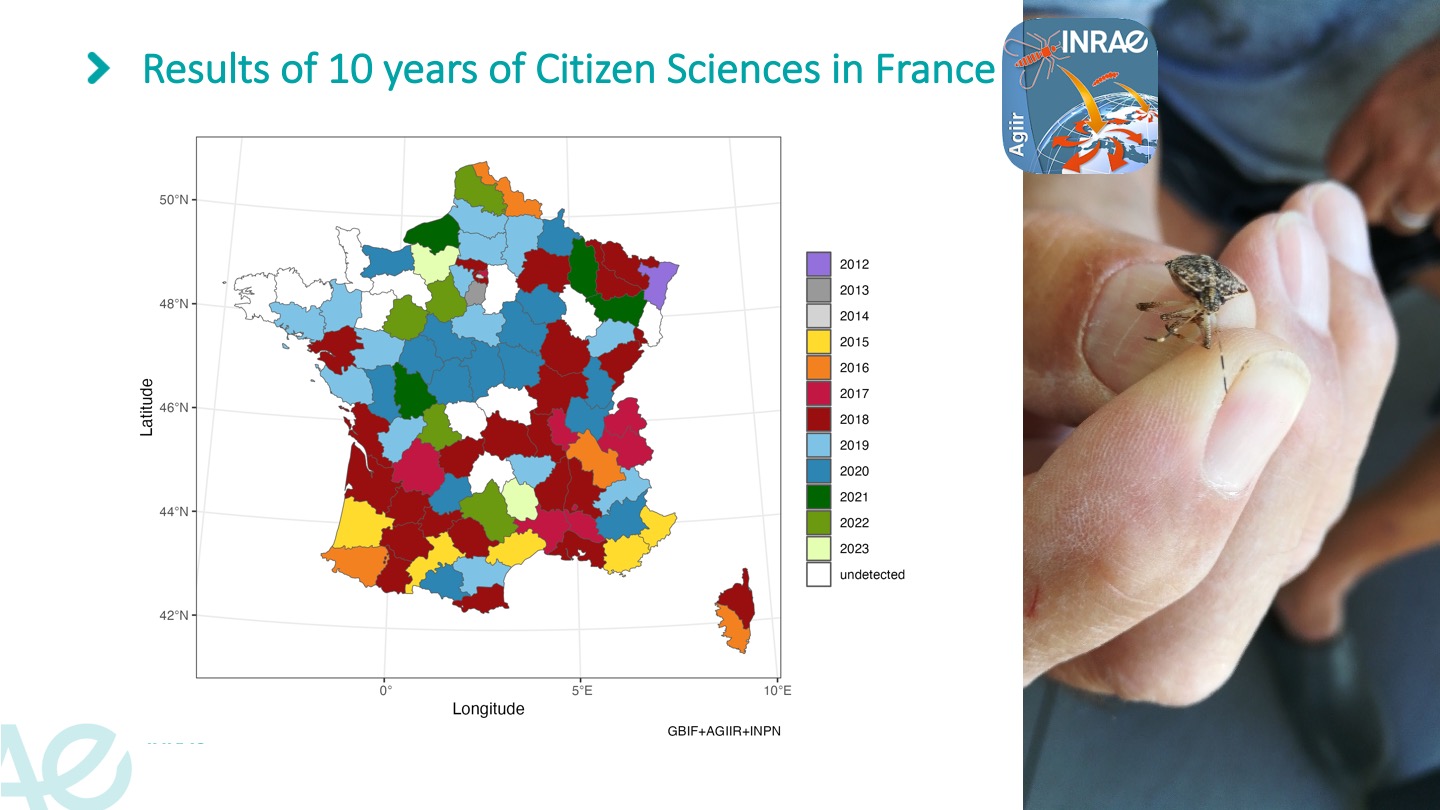 Results of 10 years of Citizen Sciences in France
INRAE
Agiir
50°N
48°N
46°N
44°N
42°N
Latitude
0°
5°E
10°E
Longitude
2012
2013
2014
2015
2016
2017
2018
2019
2020
2021
2022
2023
undetected
GBIF+AGIIR+INPN